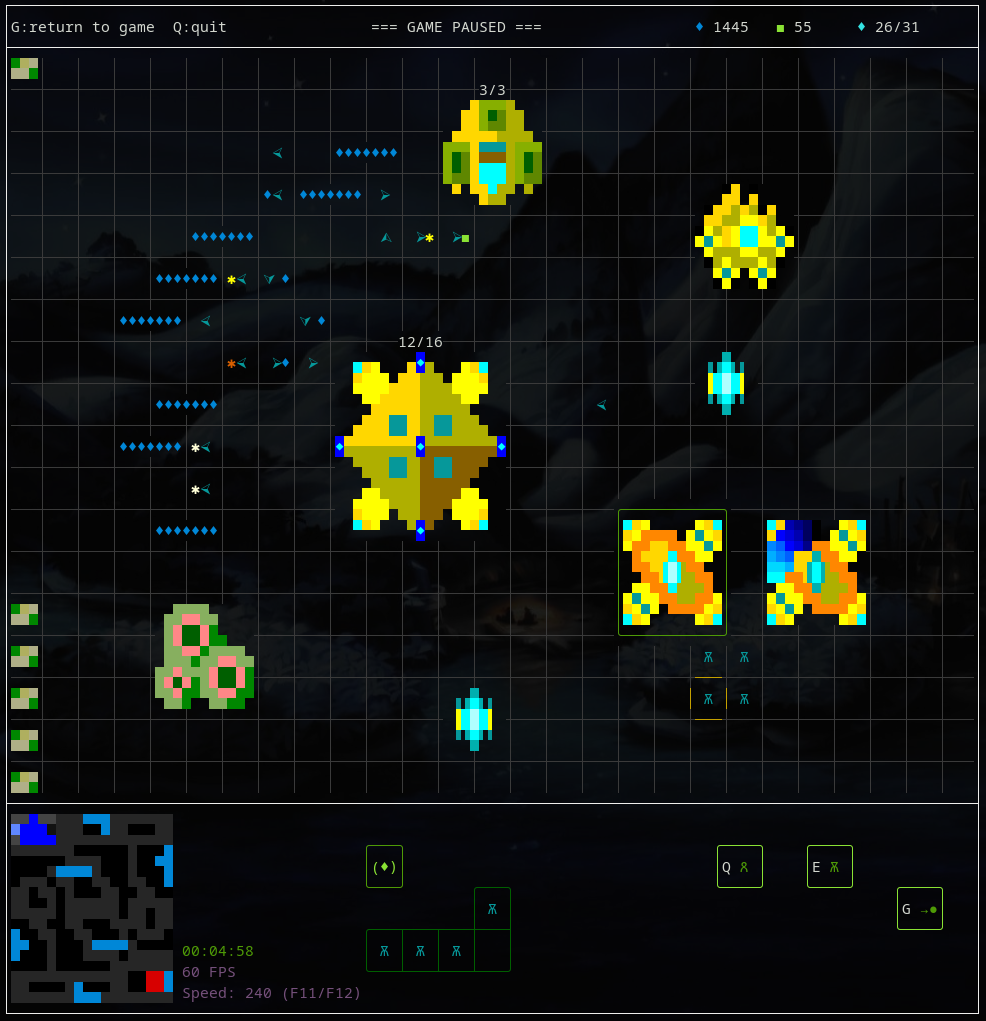 G:return to game Q:quit === GAME PAUSED === 1445 55 26/31
3/3
12/16
Q
E
G
00:04:58
60 FPS
Speed: 240 (F11/F12)